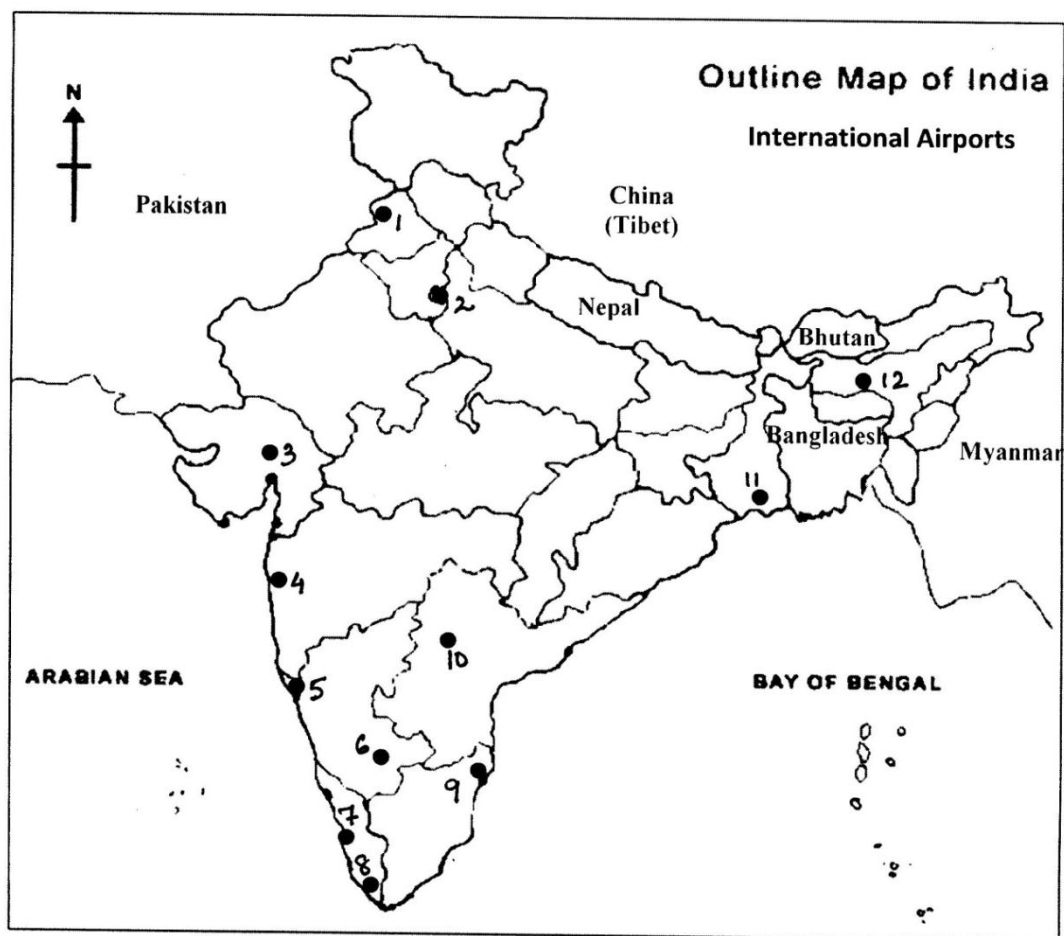 Outline Map of India
International Airports
N
Pakistan
China
(Tibet)
1
2
Nepal
Bhutan
12
Bangladesh
Myanmar
3
11
4
10
ARABIAN SEA
5
BAY OF BENGAL
6
9
7
8